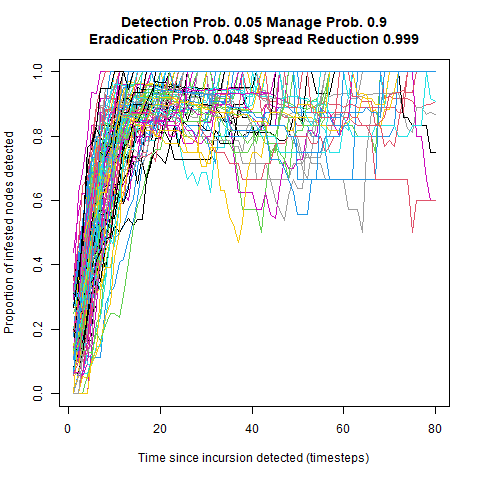 Detection Prob. 0.05 Manage Prob. 0.9
Eradication Prob. 0.048 Spread Reduction 0.999
Proportion of infested nodes detected
1.0
0.8
0.6
0.4
0.2
0.0
0 20 40 60 80
Time since incursion detected (timesteps)